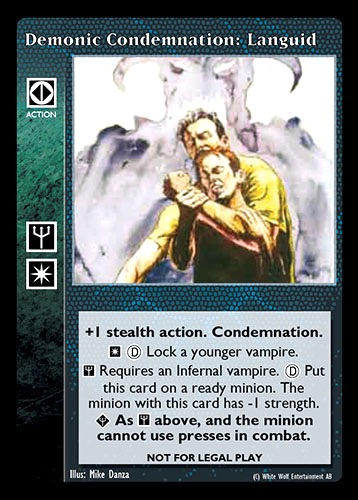 Demonic Condemnation: Languid
ACTION
+1 stealth action. Condemnation.
D Lock a younger vampire.
Requires an Infernal vampire. D Put
this card on a ready minion. The
minion with this card has -1 strength.
As above, and the minion
cannot use presses in combat.
NOT FOR LEGAL PLAY
Illus: Mike Danza
(C) White Wolf Entertainment AB